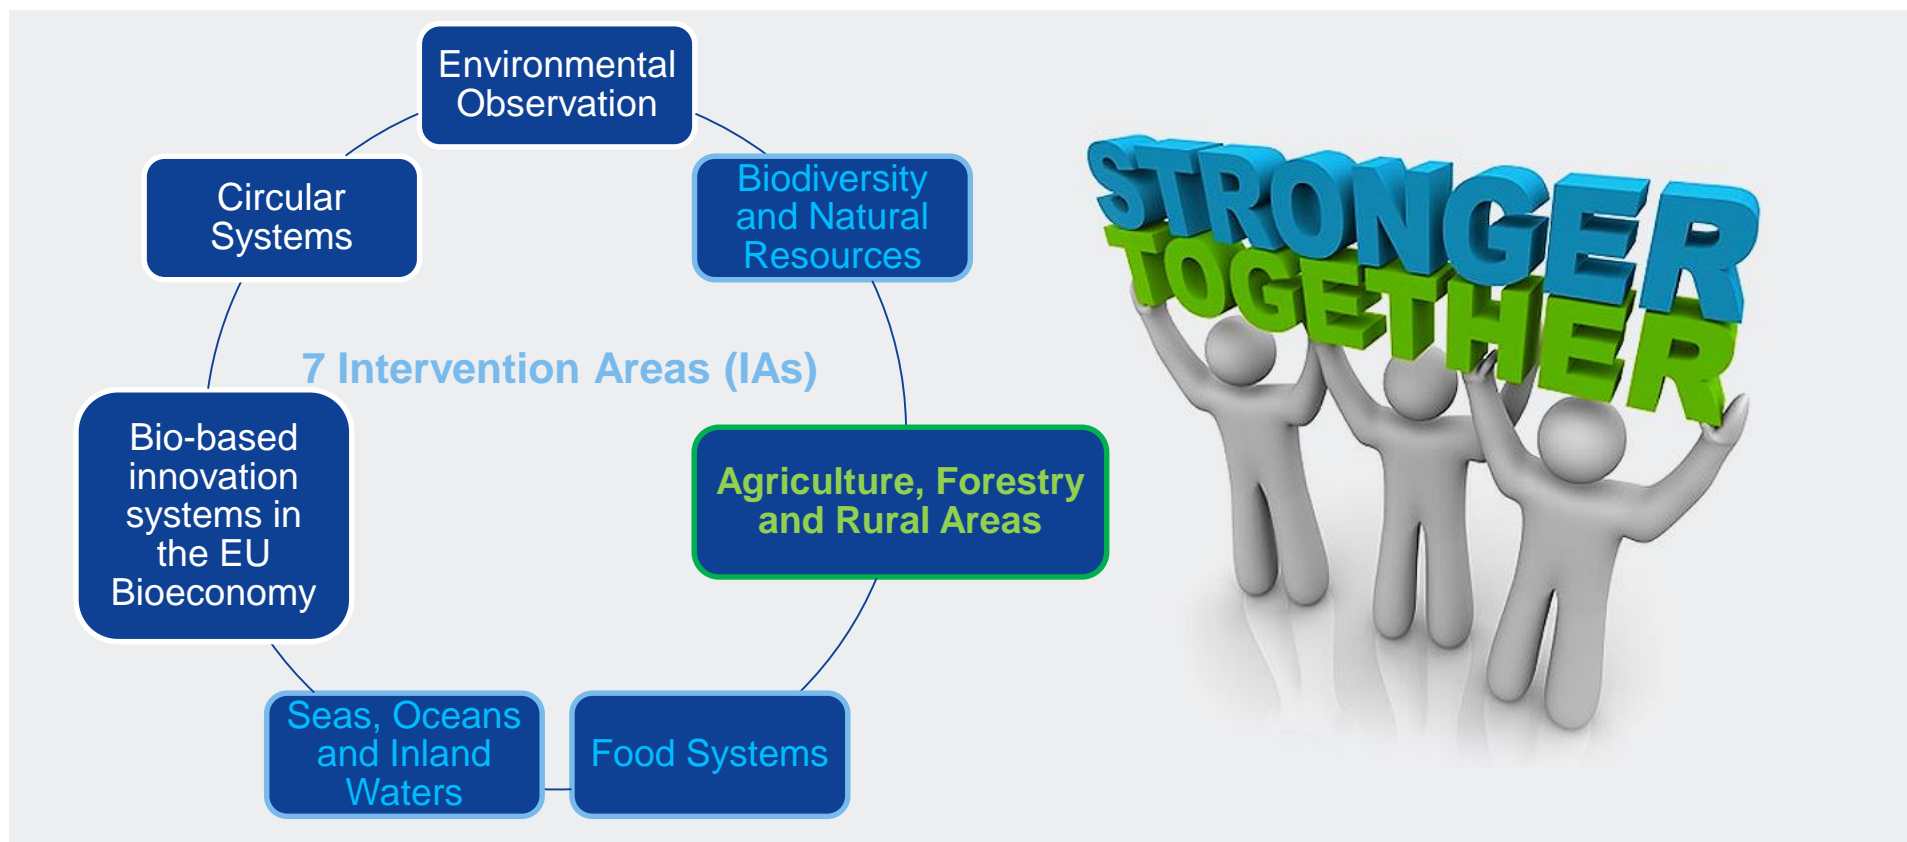 Environmental
Observation
Biodiversity
and Natural
Resources
Agriculture, Forestry
and Rural Areas
Food Systems
Seas, Oceans
and Inland
Waters
Bio-based
innovation
systems in
the EU
Bioeconomy
Circular
Systems
7 Intervention Areas (IAs)
STRONGER
TOGETHER